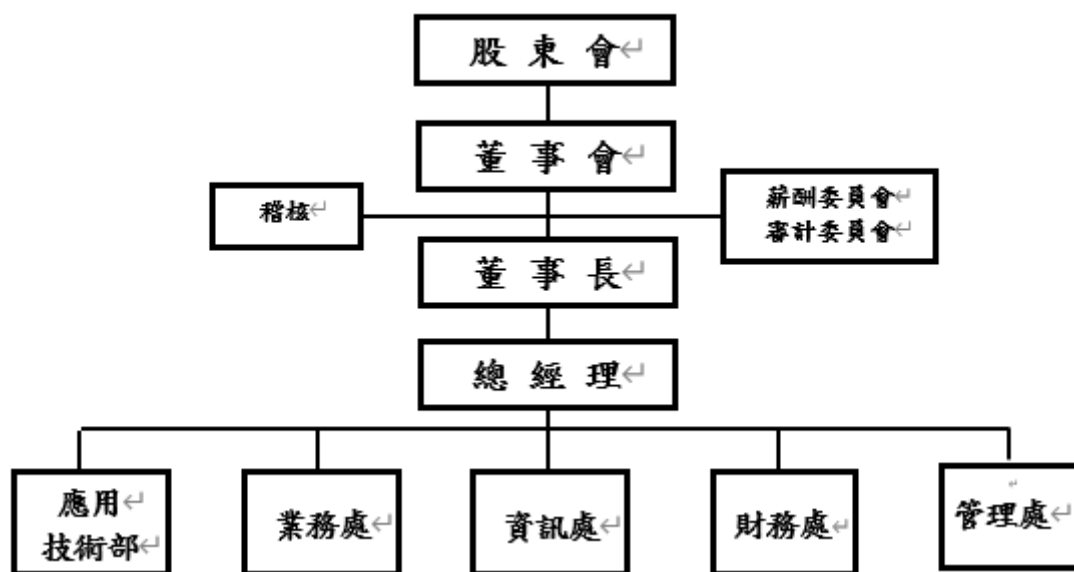 股 東 會
董 事 會
稽核
薪酬委員會
審計委員會
董 事 長
總 經 理
應用
技術部
業務處
資訊處
財務處
管理處